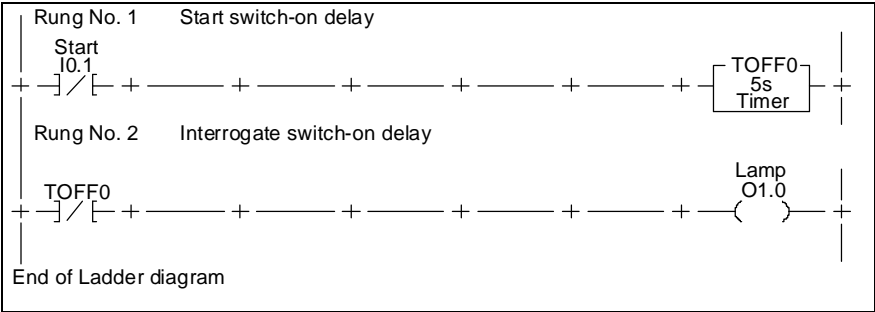 Rung No. 1 Start switch-on delay
Start
I0.1
TOFF0
5s
Timer
Rung No. 2 Interrogate switch-on delay
TOFF0
Lamp
O1.0
End of Ladder diagram